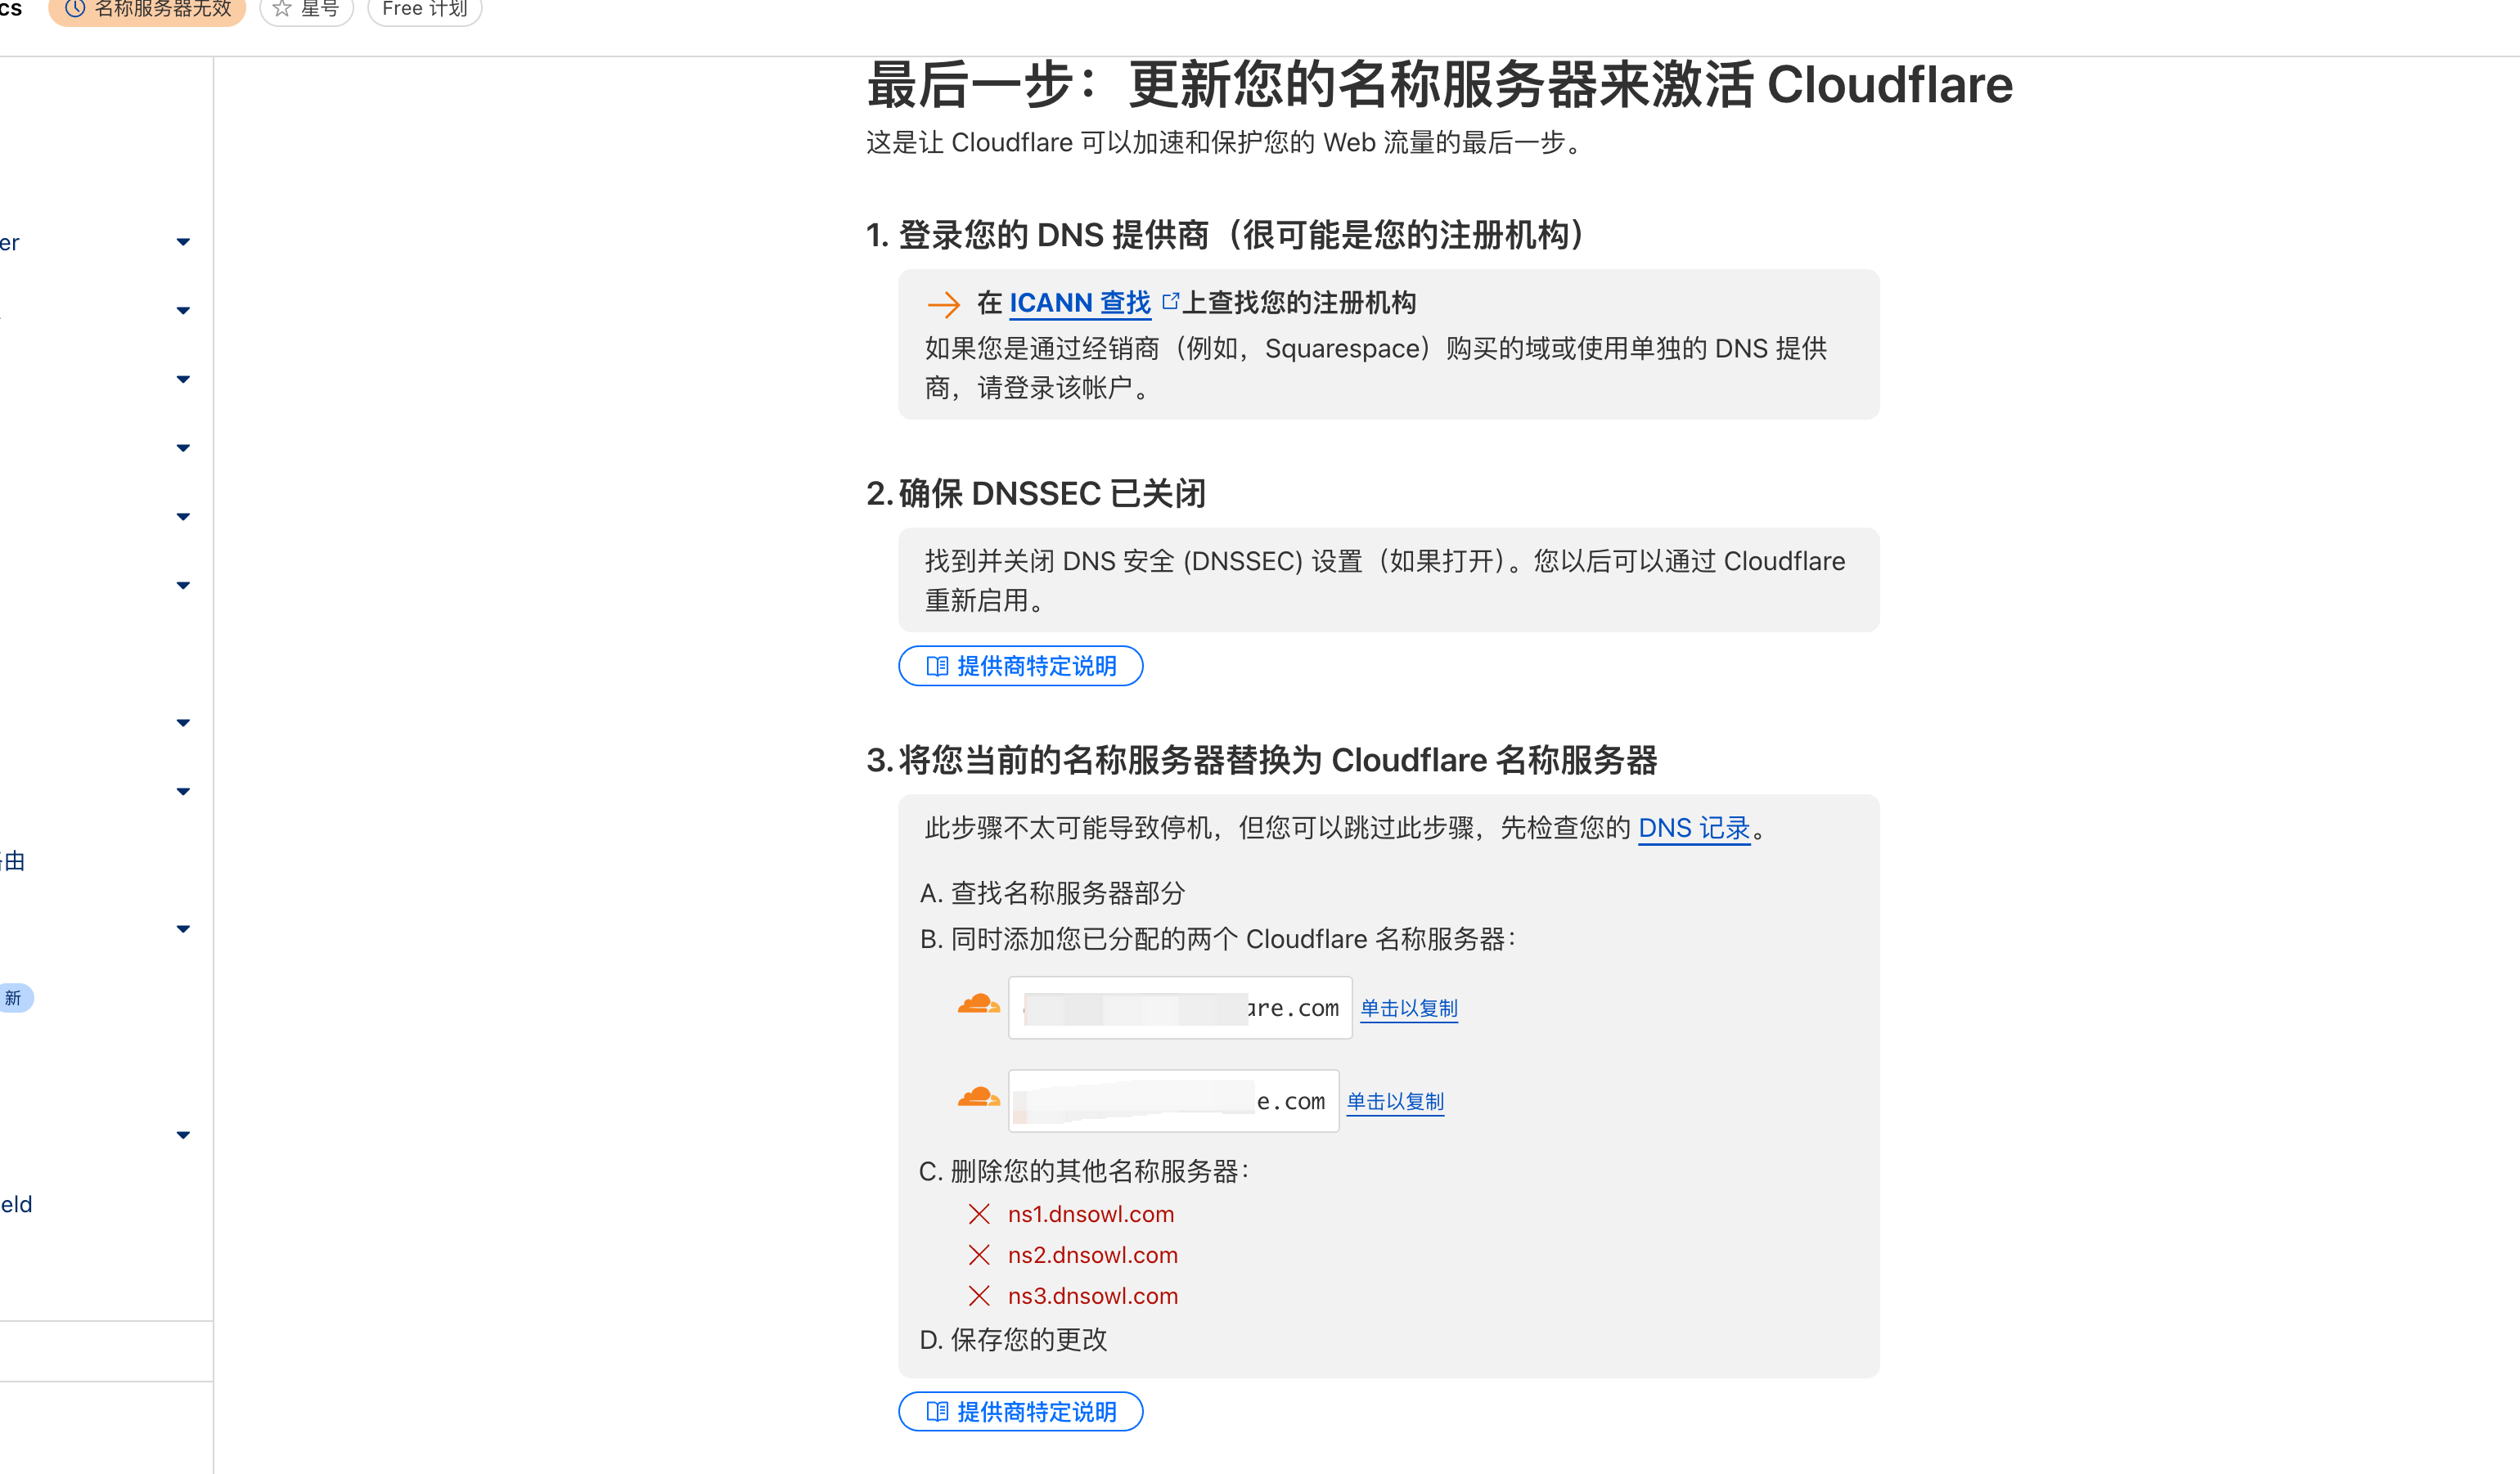 cs 名称服务器无效 星号 Free 计划
最后一步：更新您的名称服务器来激活 Cloudflare
这是让 Cloudflare 可以加速和保护您的 Web 流量的最后一步。
1. 登录您的 DNS 提供商（很可能是您的注册机构）
er
在 ICANN 查找 上查找您的注册机构
如果您是通过经销商（例如，Squarespace）购买的域或使用单独的 DNS 提供
商，请登录该帐户。
2. 确保 DNSSEC 已关闭
找到并关闭 DNS 安全 (DNSSEC) 设置（如果打开）。您以后可以通过 Cloudflare
重新启用。
提供商特定说明
3. 将您当前的名称服务器替换为 Cloudflare 名称服务器
此步骤不太可能导致停机，但您可以跳过此步骤，先检查您的 DNS 记录。
由
A. 查找名称服务器部分
B. 同时添加您已分配的两个 Cloudflare 名称服务器：
新
are.com 单击以复制
e.com 单击以复制
C. 删除您的其他名称服务器：
eld
ns1.dnsowl.com
ns2.dnsowl.com
ns3.dnsowl.com
D. 保存您的更改
提供商特定说明